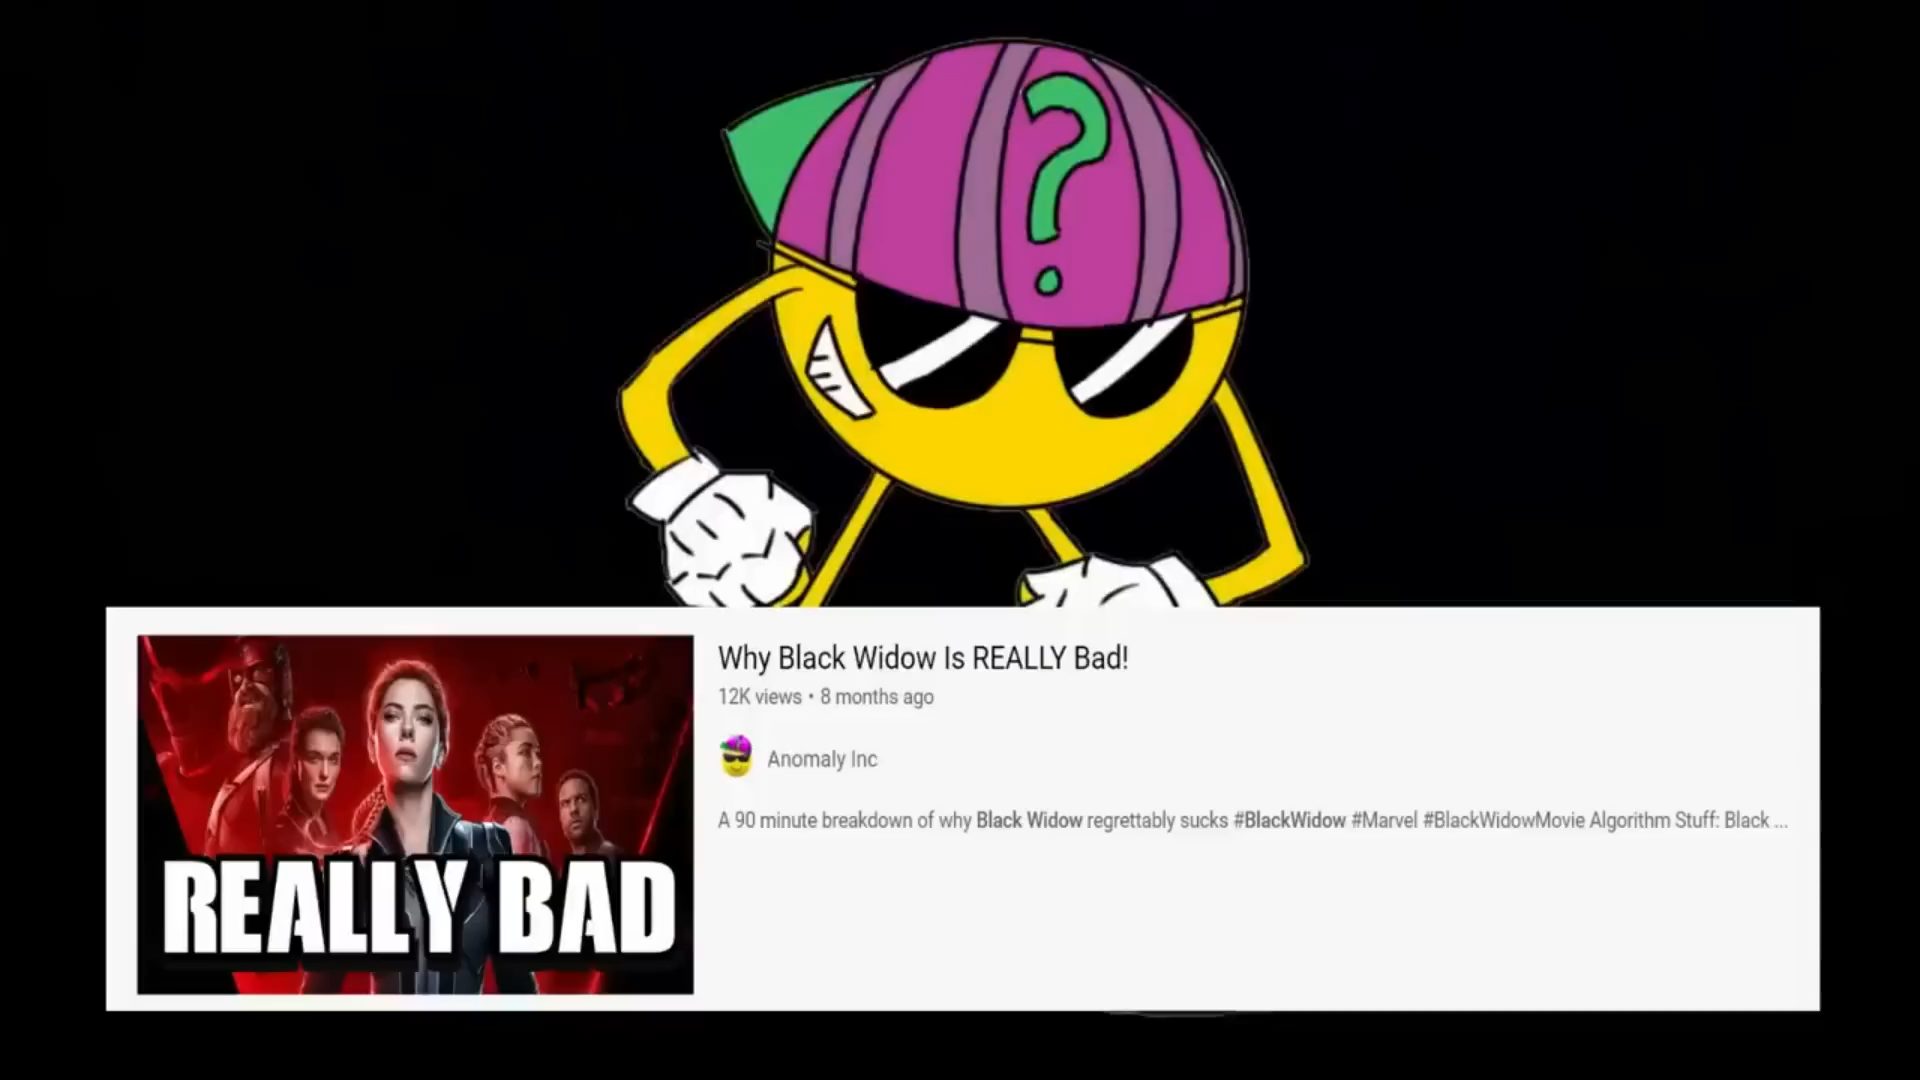 ?
Why Black Widow Is REALLY Bad!
12K views • 8 months ago
Anomaly Inc
A 90 minute breakdown of why Black Widow regrettably sucks #BlackWidow #Marvel #BlackWidowMovie Algorithm Stuff: Black ...
REALLY BAD